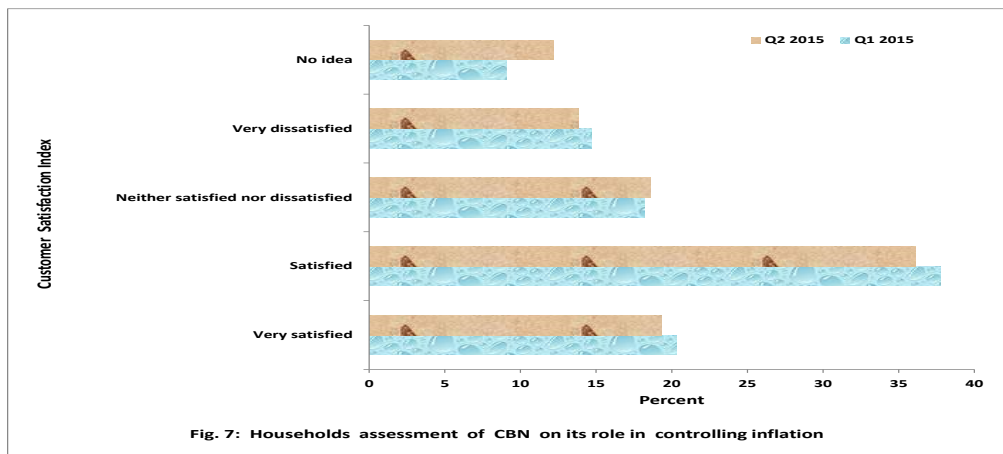 Q2 2015 Q1 2015
Customer Satisfaction Index
No idea
Very dissatisfied
Neither satisfied nor dissatisfied
Satisfied
Very satisfied
0 5 10 15 20 25 30 35 40
Percent
Fig. 7: Households assessment of CBN on its role in controlling inflation